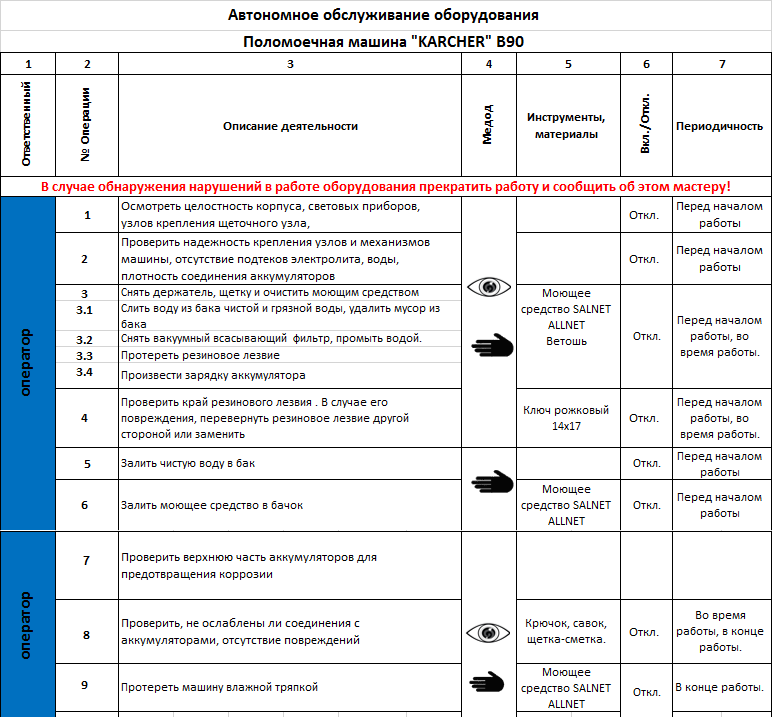 Автономное обслуживание оборудования
Поломоечная машина "KARCHER" B90
1 2 3 4 5 6 7
Ответственный
№ Операции
Описание деятельности
Медод
Инструменты,
материалы
Вкл./Откл.
Периодичность
В случае обнаружения нарушений в работе оборудования прекратить работу и сообщить об этом мастеру!
оператор
1
Осмотреть целостность корпуса, световых приборов,
узлов крепления щеточного узла,
Откл.
Перед началом
работы
2
Проверить надежность крепления узлов и механизмов
машины, отсутствие подтеков электролита, воды,
плотность соединения аккумуляторов
Откл.
Перед началом
работы
3
Снять держатель, щетку и очистить моющим средством
3.1
Слить воду из бака чистой и грязной воды, удалить мусор из
бака
3.2
Снять вакуумный всасывающий фильтр, промыть водой.
3.3
Протереть резиновое лезвие
3.4
Произвести зарядку аккумулятора
Моющее
средство SALNET
ALLNET
Ветошь
Откл.
Перед началом
работы, во
время работы.
4
Проверить край резинового лезвия . В случае его
повреждения, перевернуть резиновое лезвие другой
стороной или заменить
Ключ рожковый
14x17
Откл.
Перед началом
работы, во
время работы.
5
Залить чистую воду в бак
Откл.
Перед началом
работы
6
Залить моющее средство в бачок
Моющее
средство SALNET
ALLNET
Откл.
Перед началом
работы
оператор
7
Проверить верхнюю часть аккумуляторов для
предотвращения коррозии
8
Проверить, не ослаблены ли соединения с
аккумуляторами, отсутствие повреждений
Крючок, савок,
щетка-сметка.
Откл.
Во время
работы, в конце
работы.
9
Протереть машину влажной тряпкой
Моющее
средство SALNET
ALLNET
Откл.
В конце работы.